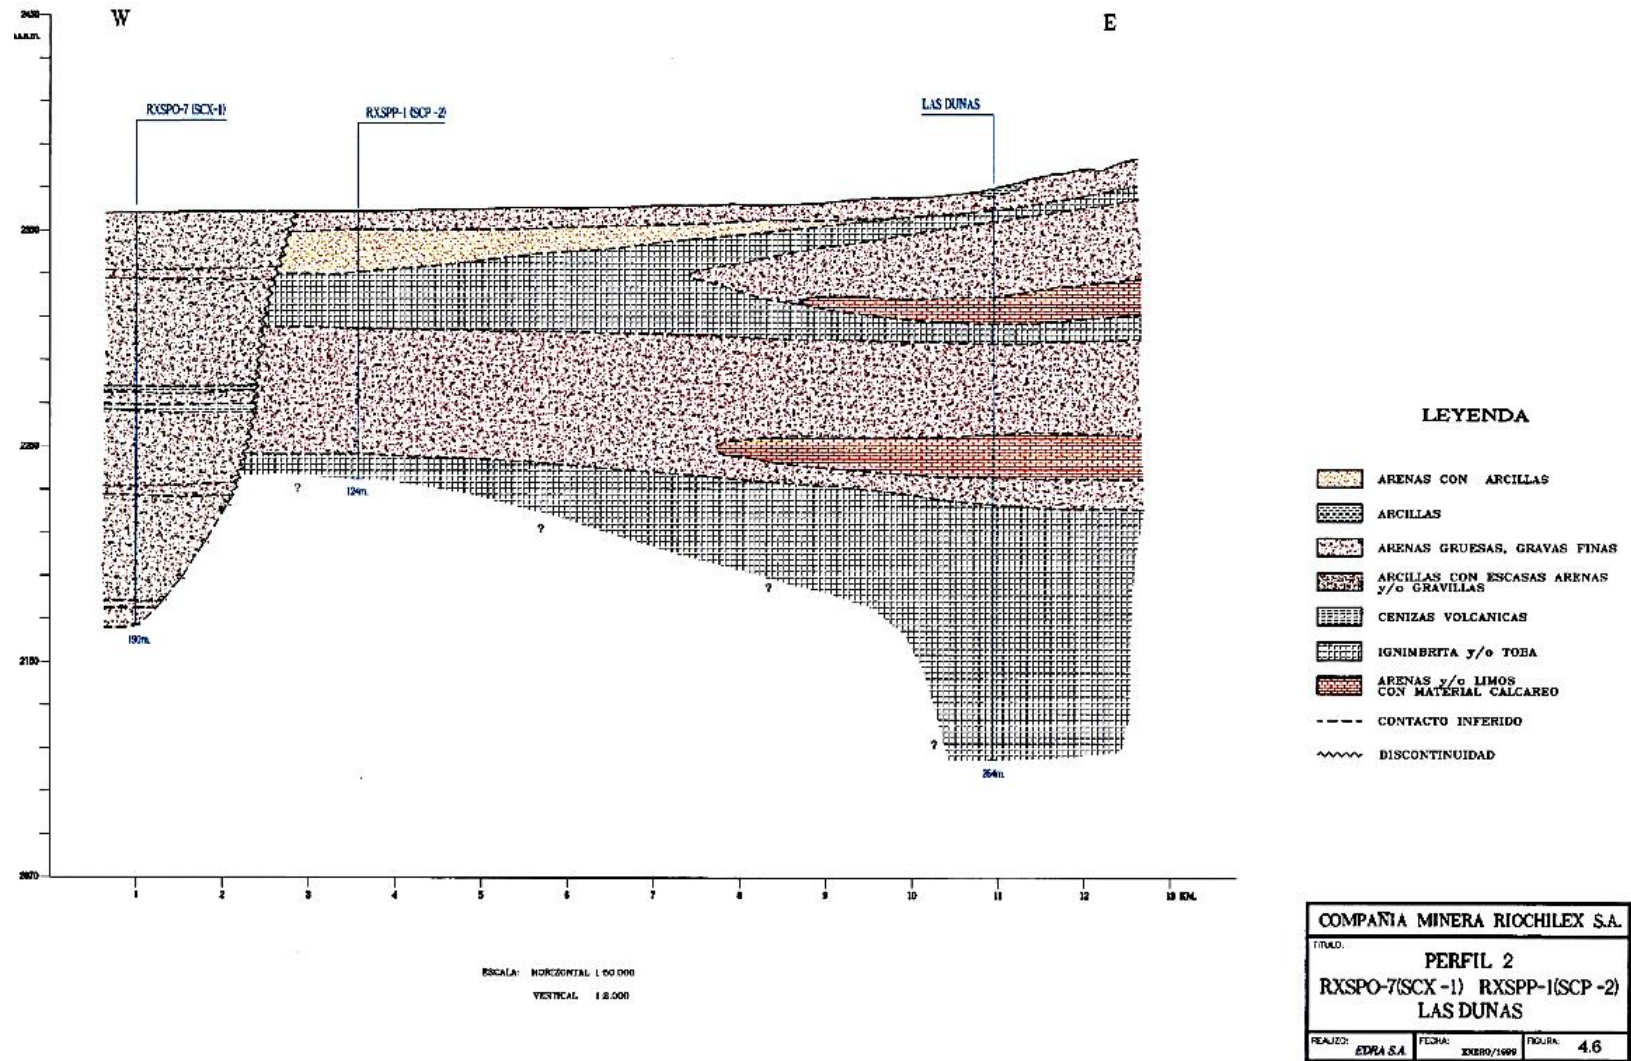 W
E
m.s.n.m.
RXSPO-7 (SCX-1)
RXSPP-1 (SCP-2)
LAS DUNAS
2300
?
124m.
?
?
190m.
?
264m.
1 2 3 4 5 6 7 8 9 10 11 12 13 KM.
ESCALA: HORIZONTAL 1:50.000
VERTICAL 1:2.000
LEYENDA
ARENAS CON ARCILLAS
ARCILLAS
ARENAS GRUESAS, GRAVAS FINAS
ARCILLAS CON ESCASAS ARENAS
y/o GRAVILLAS
CENIZAS VOLCANICAS
IGNIMBRITA y/o TOBA
ARENAS y/o LIMOS
CON MATERIAL CALCAREO
CONTACTO INFERIDO
DISCONTINUIDAD
COMPAÑIA MINERA RIOCHILEX S.A.
TITULO:
PERFIL 2
RXSPO-7(SCX-1) RXSPP-1(SCP-2)
LAS DUNAS
REALIZO: EDRA S.A. FECHA: ENERO/1999 FIGURA: 4.6